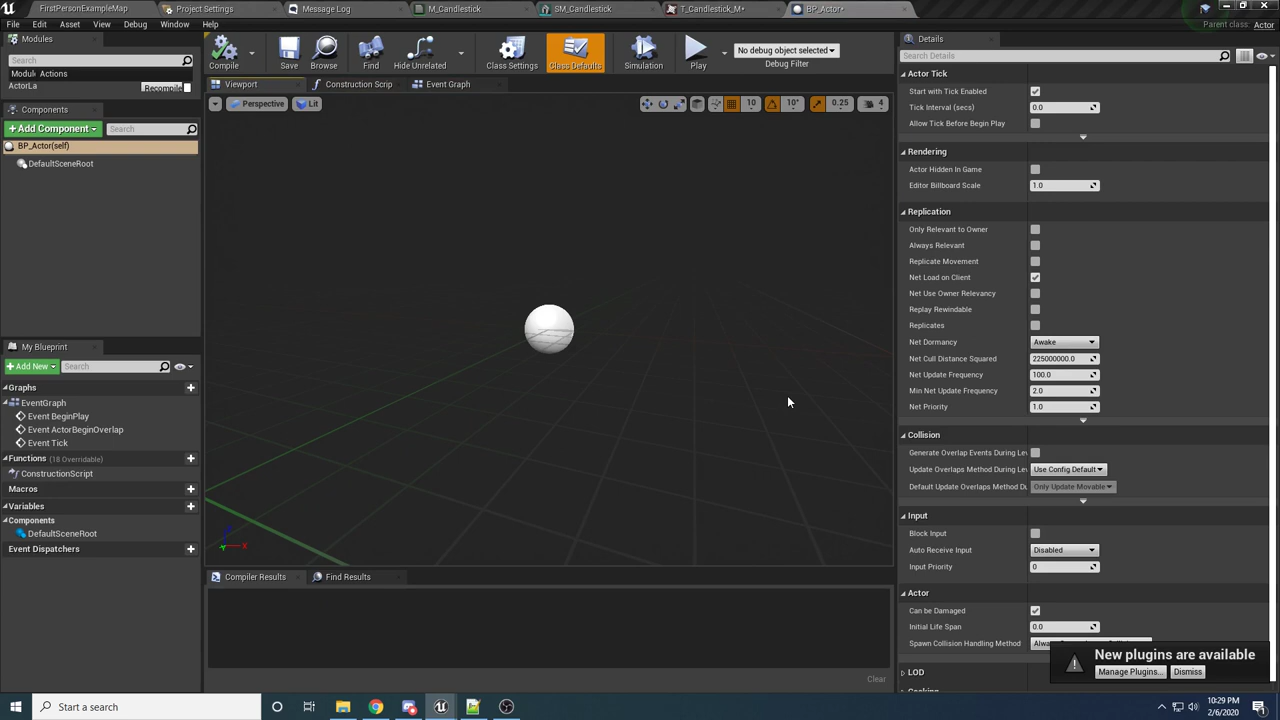 FirstPersonExampleMap
Project Settings
Message Log
M_Candlestick
SM_Candlestick
T_Candlestick_M*
BP_Actor*
File
Edit
Asset
View
Debug
Window
Help
Parent class: Actor
Modules
Search
Modul Actions
ActorLa
Recompile
Components
+ Add Component
Search
BP_Actor(self)
DefaultSceneRoot
My Blueprint
+ Add New
Search
Graphs
EventGraph
Event BeginPlay
Event ActorBeginOverlap
Event Tick
Functions (18 Overridable)
ConstructionScript
Macros
Variables
Components
DefaultSceneRoot
Event Dispatchers
Compile
Save
Browse
Find
Hide Unrelated
Class Settings
Class Defaults
Simulation
Play
No debug object selected
Debug Filter
Viewport
Construction Script
Event Graph
Perspective
Lit
10
10°
0.25
4
X
Compiler Results
Find Results
Clear
Details
Search Details
Actor Tick
Start with Tick Enabled
Tick Interval (secs) 0.0
Allow Tick Before Begin Play
Rendering
Actor Hidden In Game
Editor Billboard Scale 1.0
Replication
Only Relevant to Owner
Always Relevant
Replicate Movement
Net Load on Client
Net Use Owner Relevancy
Replay Rewindable
Replicates
Net Dormancy Awake
Net Cull Distance Squared 225000000.0
Net Update Frequency 100.0
Min Net Update Frequency 2.0
Net Priority 1.0
Collision
Generate Overlap Events During Lev
Update Overlaps Method During Lev Use Config Default
Default Update Overlaps Method Du Only Update Movable
Input
Block Input
Auto Receive Input Disabled
Input Priority 0
Actor
Can be Damaged
Initial Life Span 0.0
Spawn Collision Handling Method
LOD
New plugins are available
Manage Plugins...
Dismiss
Start a search
10:29 PM
2/6/2020